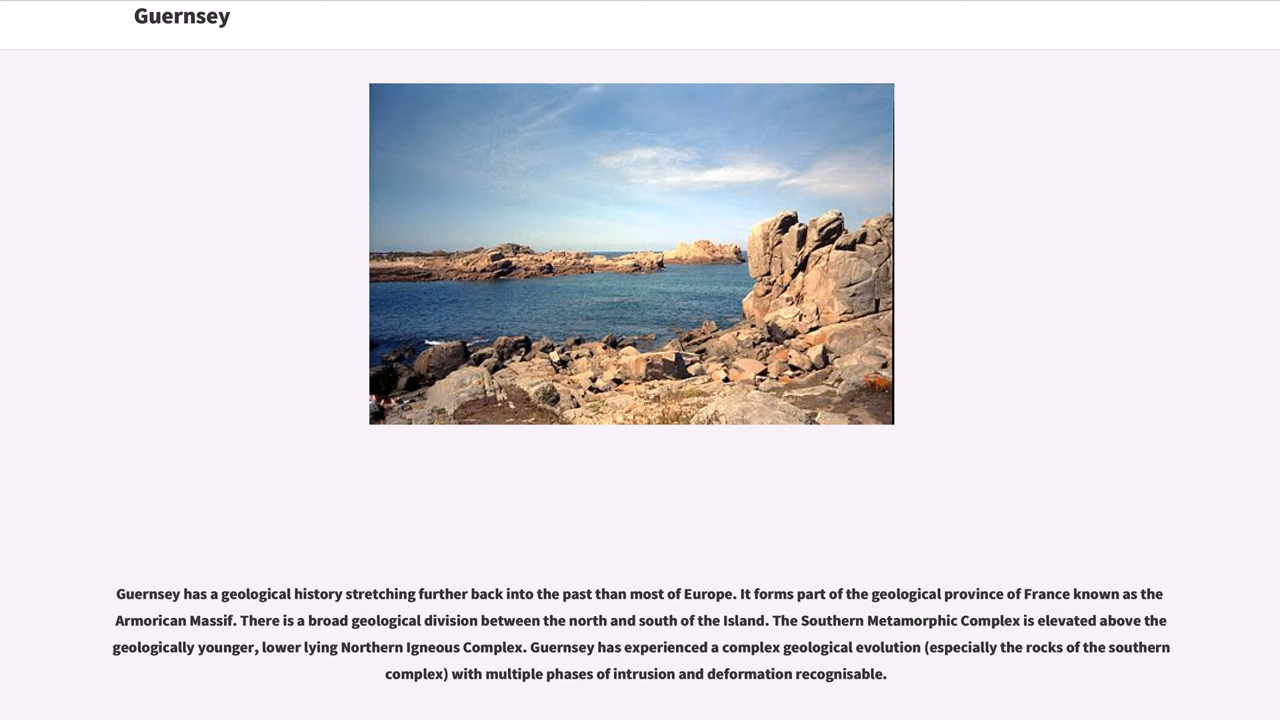 Guernsey
Guernsey has a geological history stretching further back into the past than most of Europe. It forms part of the geological province of France known as the
Armorican Massif. There is a broad geological division between the north and south of the Island. The Southern Metamorphic Complex is elevated above the
geologically younger, lower lying Northern Igneous Complex. Guernsey has experienced a complex geological evolution (especially the rocks of the southern
complex) with multiple phases of intrusion and deformation recognisable.